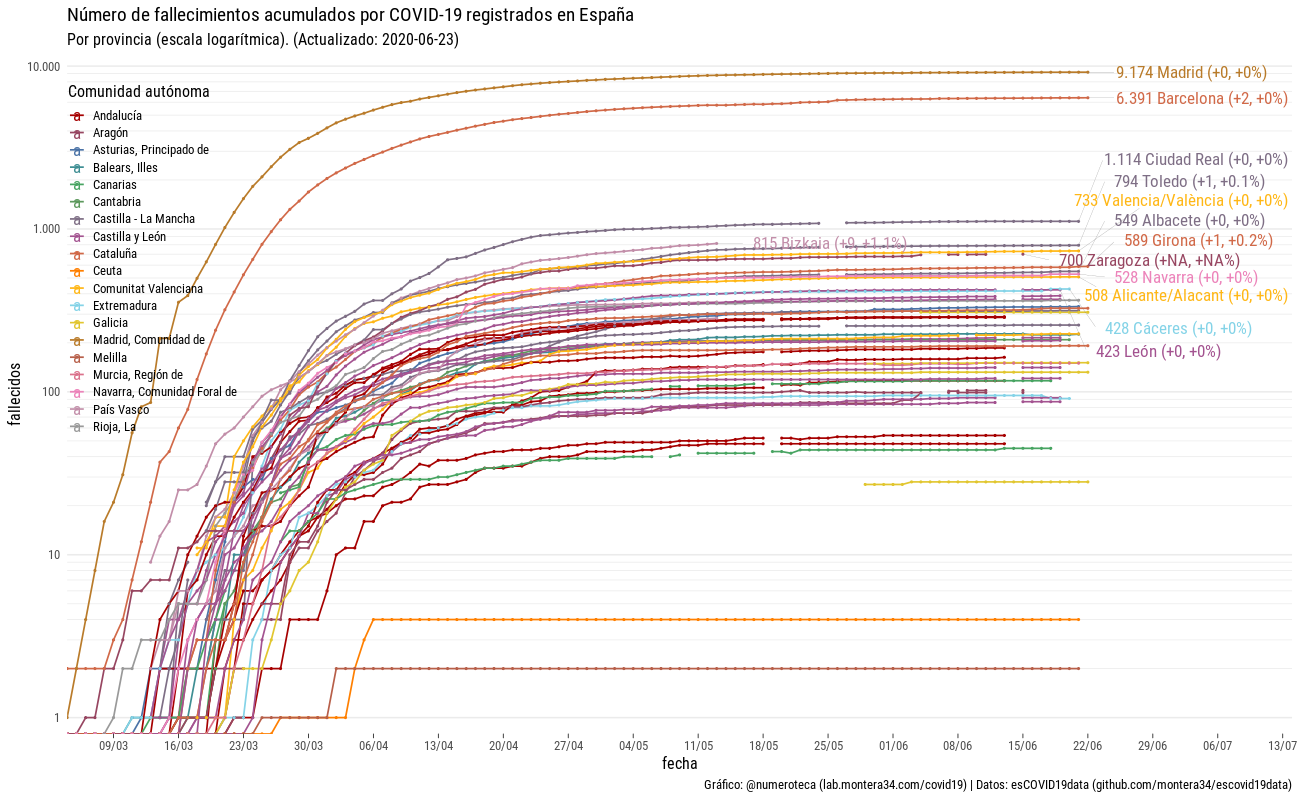 Número de fallecimientos acumulados por COVID-19 registrados en España
Por provincia (escala logarítmica). (Actualizado: 2020-06-23)
fallecidos
10.000
1.000
100
10
1
Comunidad autónoma
a Andalucía
a Aragón
a Asturias, Principado de
a Balears, Illes
a Canarias
a Cantabria
a Castilla - La Mancha
a Castilla y León
a Cataluña
a Ceuta
a Comunitat Valenciana
a Extremadura
a Galicia
a Madrid, Comunidad de
a Melilla
a Murcia, Región de
a Navarra, Comunidad Foral de
a País Vasco
a Rioja, La
9.174 Madrid (+0, +0%)
6.391 Barcelona (+2, +0%)
1.114 Ciudad Real (+0, +0%)
794 Toledo (+1, +0.1%)
733 Valencia/València (+0, +0%)
549 Albacete (+0, +0%)
589 Girona (+1, +0.2%)
815 Bizkaia (+9, +1.1%)
700 Zaragoza (+NA, +NA%)
528 Navarra (+0, +0%)
508 Alicante/Alacant (+0, +0%)
428 Cáceres (+0, +0%)
423 León (+0, +0%)
09/03 16/03 23/03 30/03 06/04 13/04 20/04 27/04 04/05 11/05 18/05 25/05 01/06 08/06 15/06 22/06 29/06 06/07 13/07
fecha
Gráfico: @numeroteca (lab.montera34.com/covid19) | Datos: esCOVID19data (github.com/montera34/escovid19data)